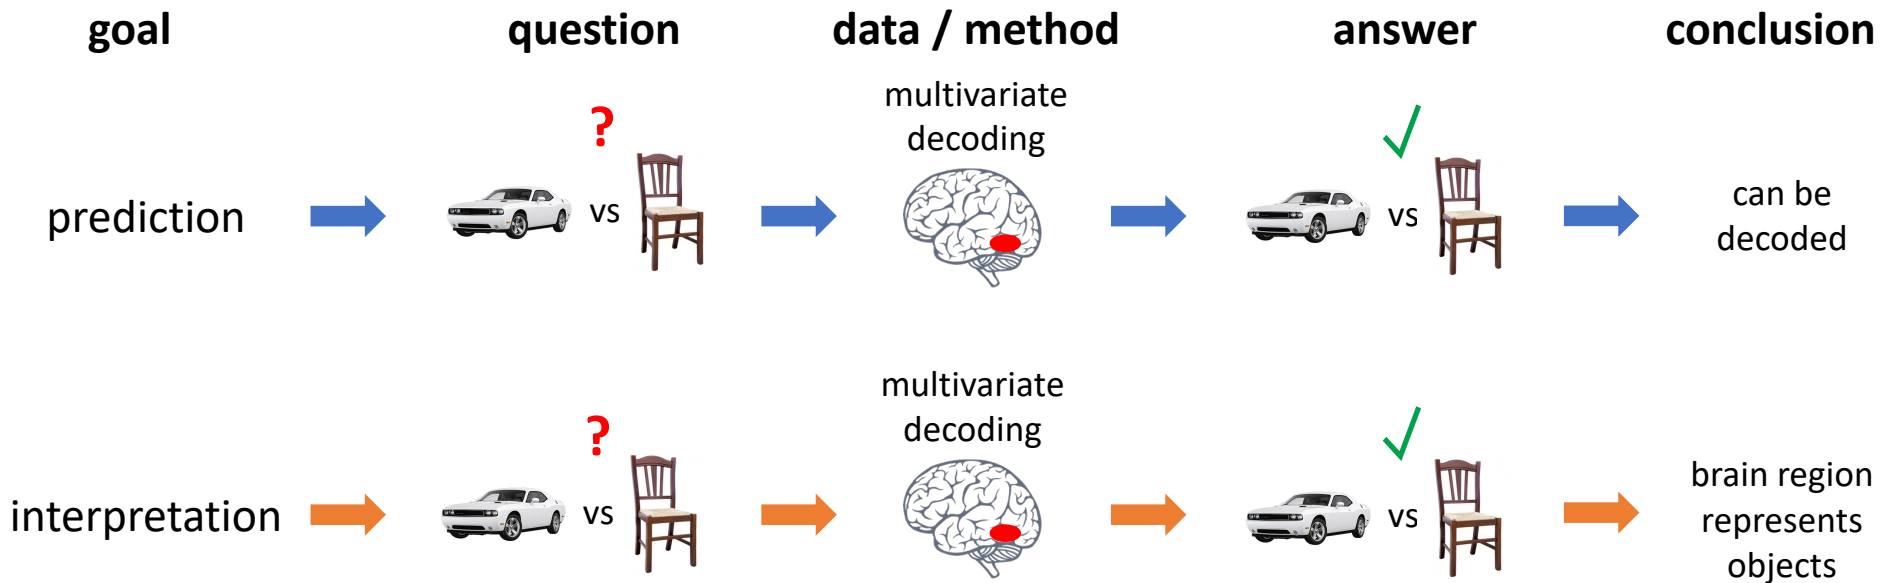 goal
question
data / method
answer
conclusion
prediction
?
vs
multivariate
decoding
vs
can be
decoded
interpretation
?
vs
multivariate
decoding
vs
brain region
represents
objects